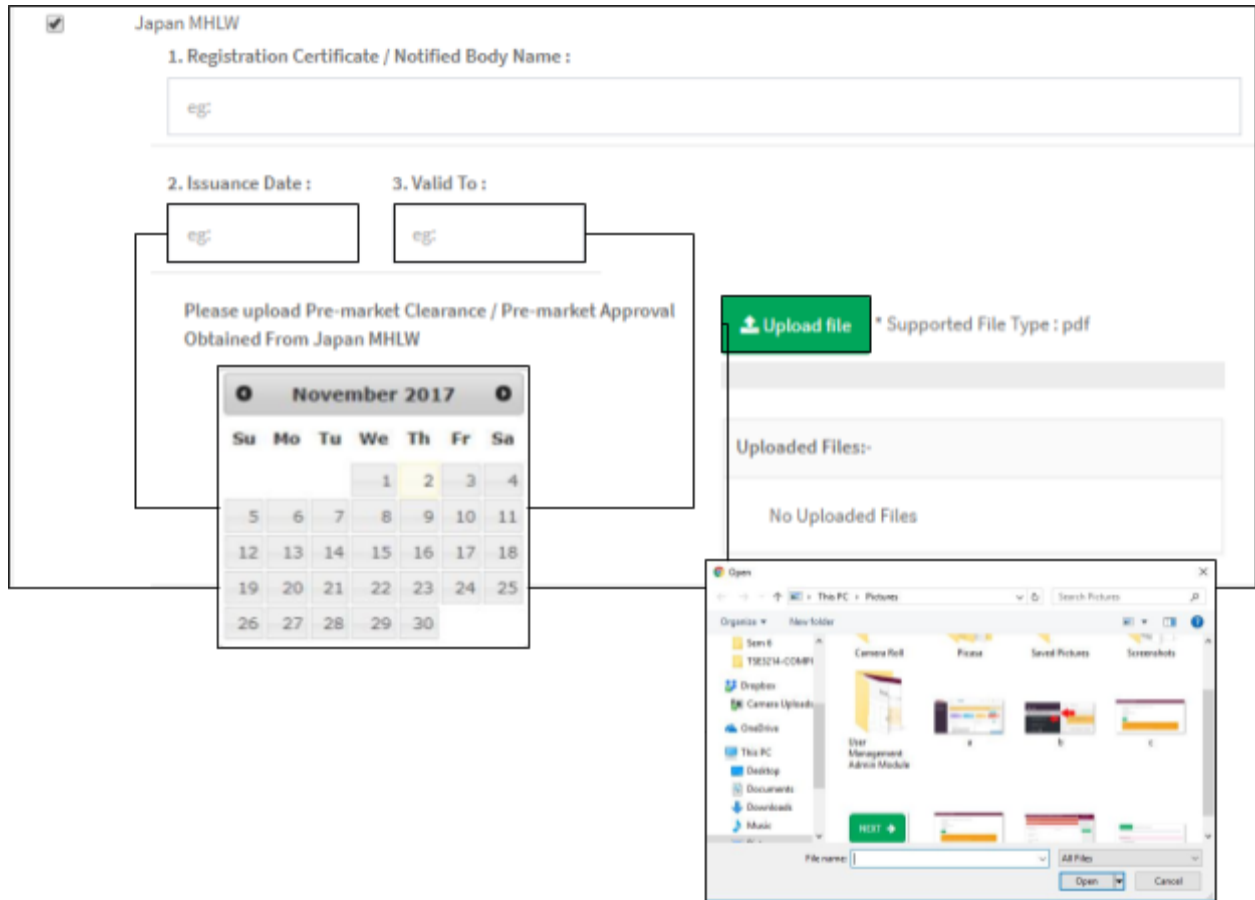 Japan MHLW
1. Registration Certificate / Notified Body Name :
eg:
2. Issuance Date :
3. Valid To :
eg:
eg:
Please upload Pre-market Clearance / Pre-market Approval
Obtained From Japan MHLW
Upload file
* Supported File Type : pdf
Uploaded Files:-
No Uploaded Files
November 2017
Su Mo Tu We Th Fr Sa
1 2 3 4
5 6 7 8 9 10 11
12 13 14 15 16 17 18
19 20 21 22 23 24 25
26 27 28 29 30
Open
This PC > Pictures
Search Pictures
Organize
New folder
Sem 6
Dropbox
Camera Uploads
OneDrive
This PC
Desktop
Documents
Downloads
Music
Camera Roll
Picasa
Saved Pictures
Screenshots
User
Management
Admin Module
a
b
c
NEXT
File name:
All Files
Open
Cancel